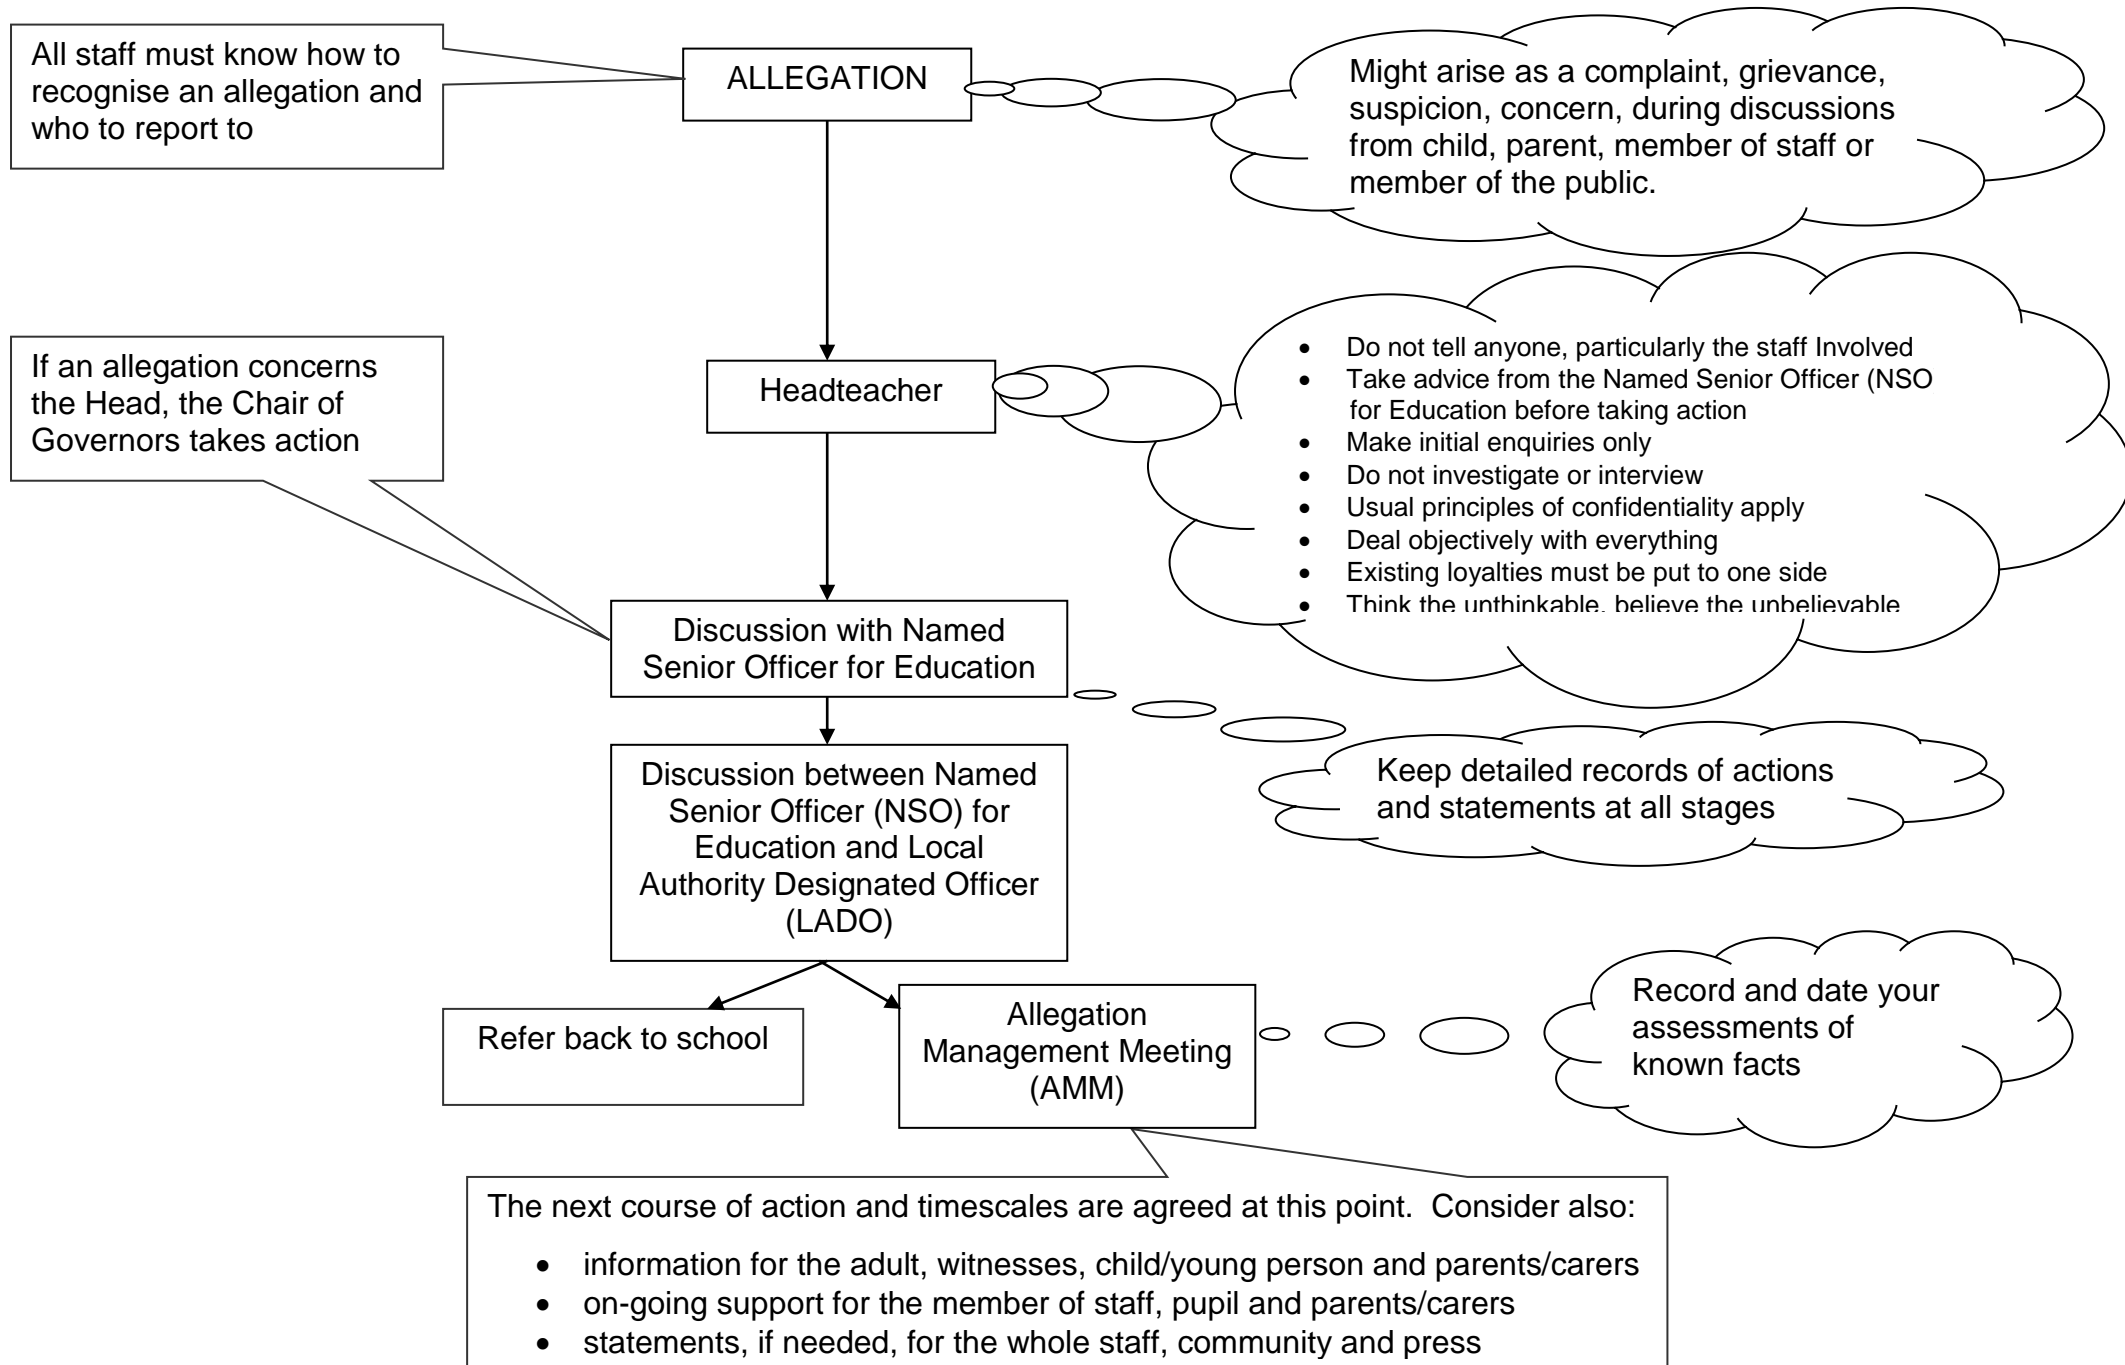 All staff must know how to
recognise an allegation and
who to report to
ALLEGATION
Might arise as a complaint, grievance,
suspicion, concern, during discussions
from child, parent, member of staff or
member of the public.
If an allegation concerns
the Head, the Chair of
Governors takes action
Headteacher
• Do not tell anyone, particularly the staff Involved
• Take advice from the Named Senior Officer (NSO
for Education before taking action
• Make initial enquiries only
• Do not investigate or interview
• Usual principles of confidentiality apply
• Deal objectively with everything
• Existing loyalties must be put to one side
• Think the unthinkable, believe the unbelievable
Discussion with Named
Senior Officer for Education
Keep detailed records of actions
and statements at all stages
Discussion between Named
Senior Officer (NSO) for
Education and Local
Authority Designated Officer
(LADO)
Refer back to school
Allegation
Management Meeting
(AMM)
Record and date your
assessments of
known facts
The next course of action and timescales are agreed at this point.  Consider also:
• information for the adult, witnesses, child/young person and parents/carers
• on-going support for the member of staff, pupil and parents/carers
• statements, if needed, for the whole staff, community and press